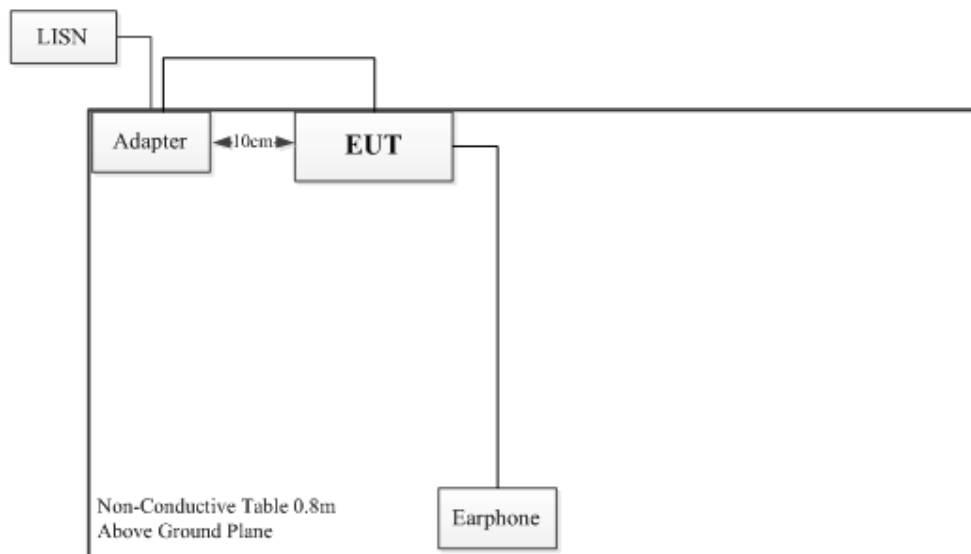 LISN
Adapter
10cm
EUT
Non-Conductive Table 0.8m
Above Ground Plane
Earphone